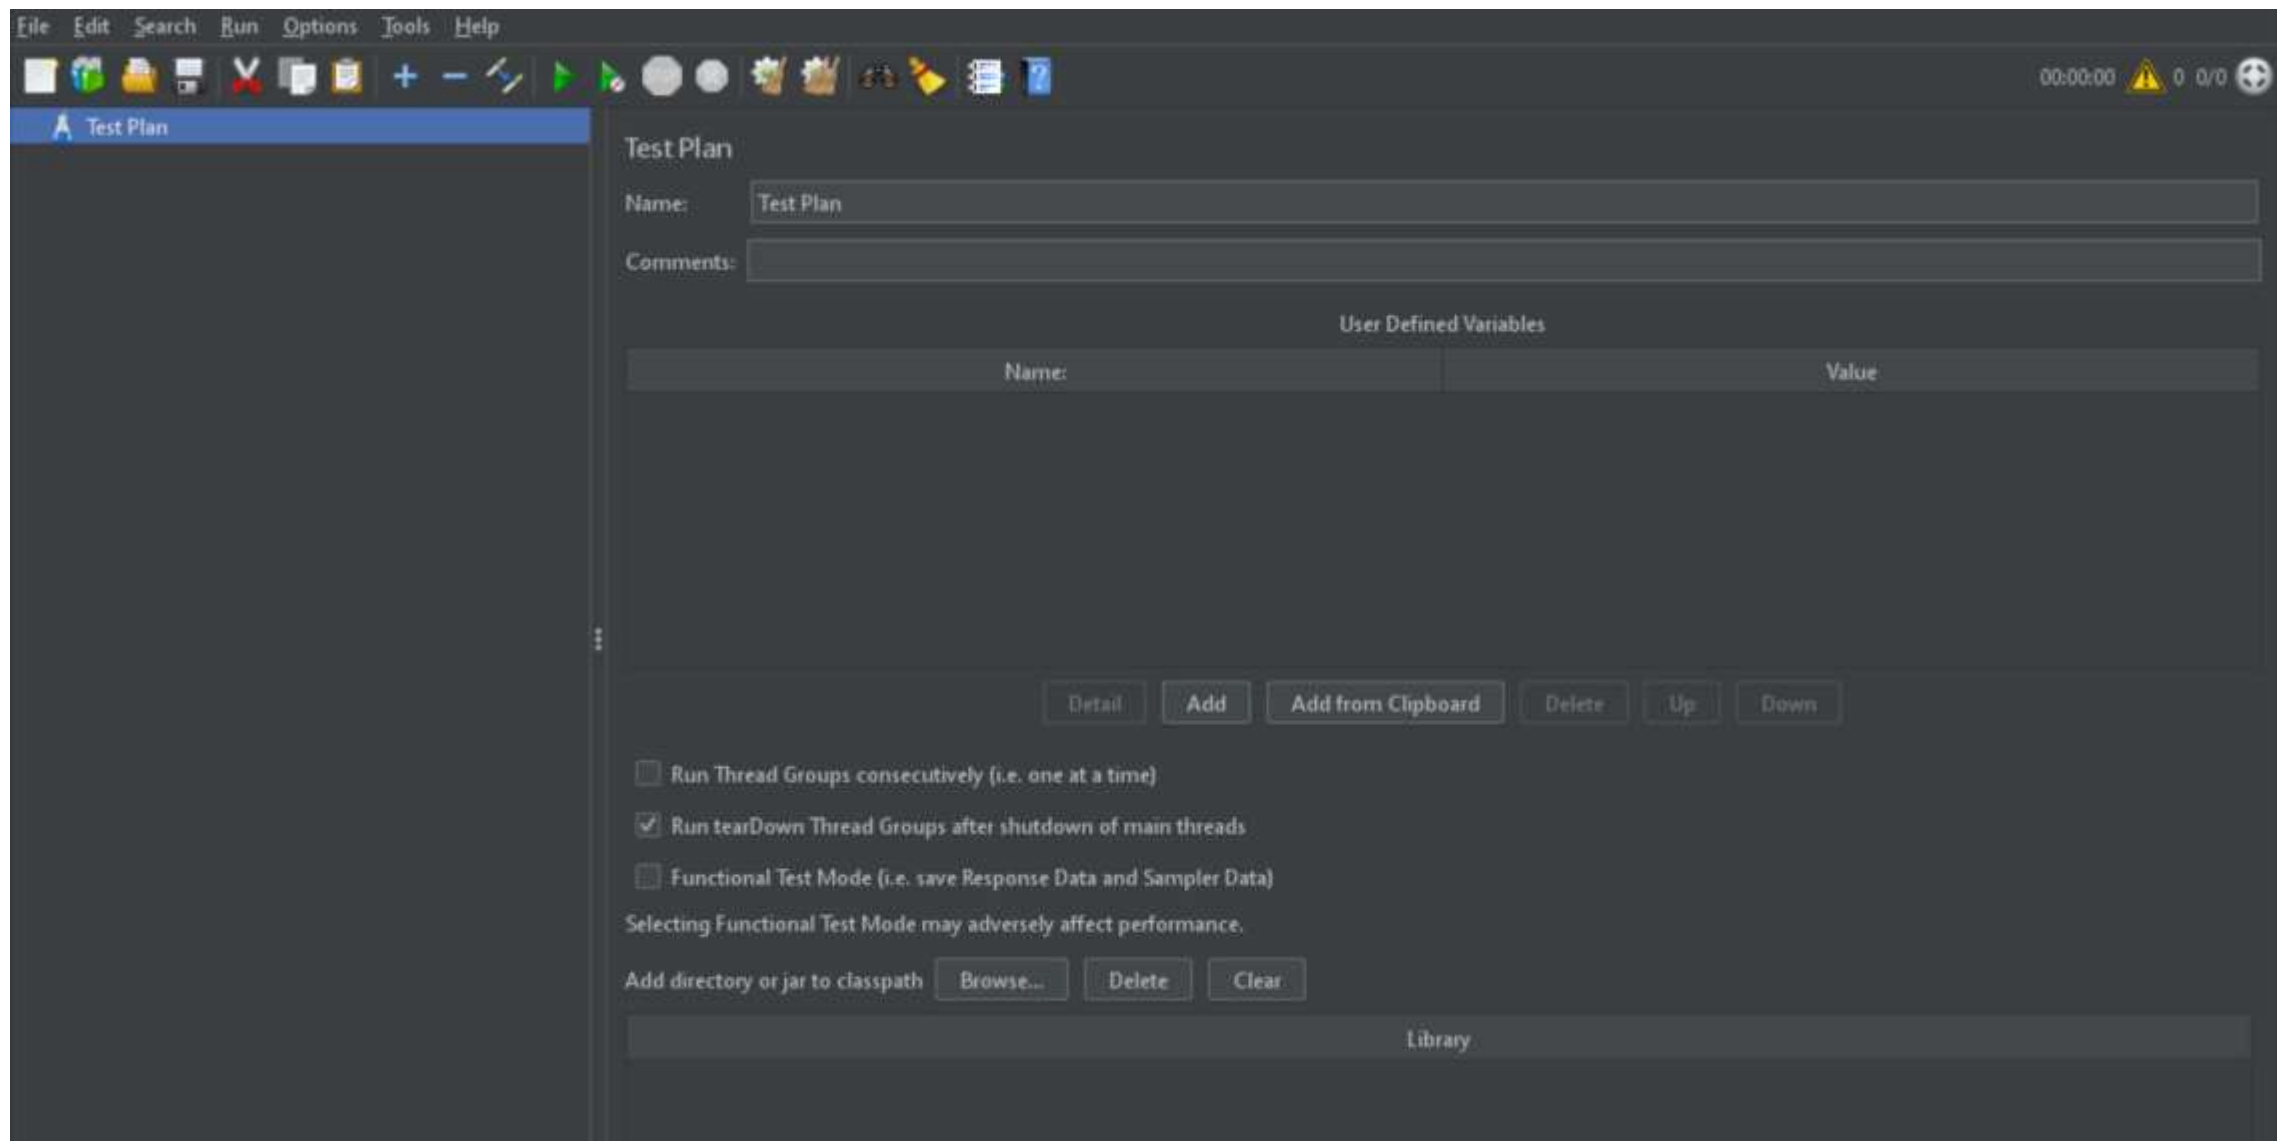 File Edit Search Run Options Tools Help
00:00:00 0 0/0
Test Plan
Test Plan
Name: Test Plan
Comments:
User Defined Variables
Name: Value
Detail Add Add from Clipboard Delete Up Down
Run Thread Groups consecutively (i.e. one at a time)
Run tearDown Thread Groups after shutdown of main threads
Functional Test Mode (i.e. save Response Data and Sampler Data)
Selecting Functional Test Mode may adversely affect performance.
Add directory or jar to classpath Browse... Delete Clear
Library